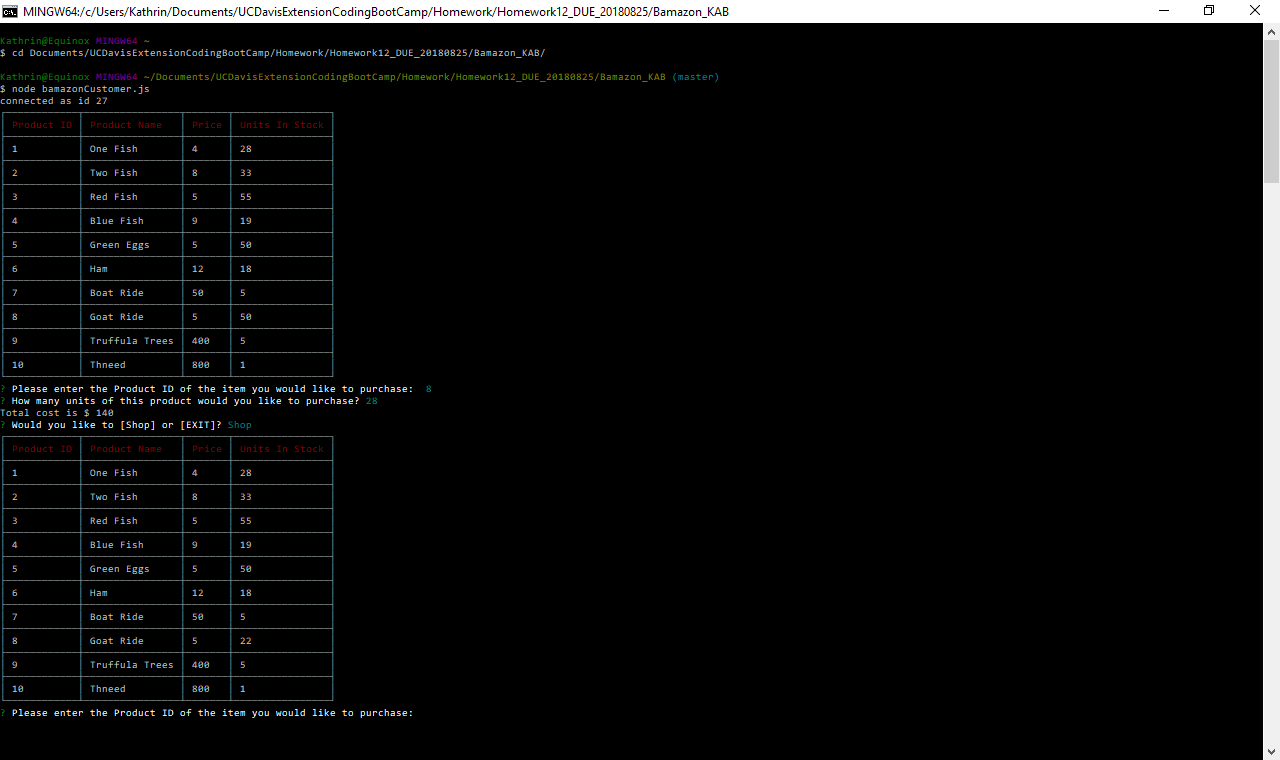 MINGW64:/c/Users/Kathrin/Documents/UCDavisExtensionCodingBootCamp/Homework/Homework12_DUE_20180825/Bamazon_KAB
Kathrin@Equinox MINGW64 ~
$ cd Documents/UCDavisExtensionCodingBootCamp/Homework/Homework12_DUE_20180825/Bamazon_KAB/
Kathrin@Equinox MINGW64 ~/Documents/UCDavisExtensionCodingBootCamp/Homework/Homework12_DUE_20180825/Bamazon_KAB (master)
$ node bamazonCustomer.js
connected as id 27
Product ID Product Name Price Units In Stock
1 One Fish 4 28
2 Two Fish 8 33
3 Red Fish 5 55
4 Blue Fish 9 19
5 Green Eggs 5 50
6 Ham 12 18
7 Boat Ride 50 5
8 Goat Ride 5 50
9 Truffula Trees 400 5
10 Thneed 800 1
? Please enter the Product ID of the item you would like to purchase: 8
? How many units of this product would you like to purchase? 28
Total cost is $ 140
? Would you like to [Shop] or [EXIT]? Shop
Product ID Product Name Price Units In Stock
1 One Fish 4 28
2 Two Fish 8 33
3 Red Fish 5 55
4 Blue Fish 9 19
5 Green Eggs 5 50
6 Ham 12 18
7 Boat Ride 50 5
8 Goat Ride 5 22
9 Truffula Trees 400 5
10 Thneed 800 1
? Please enter the Product ID of the item you would like to purchase: